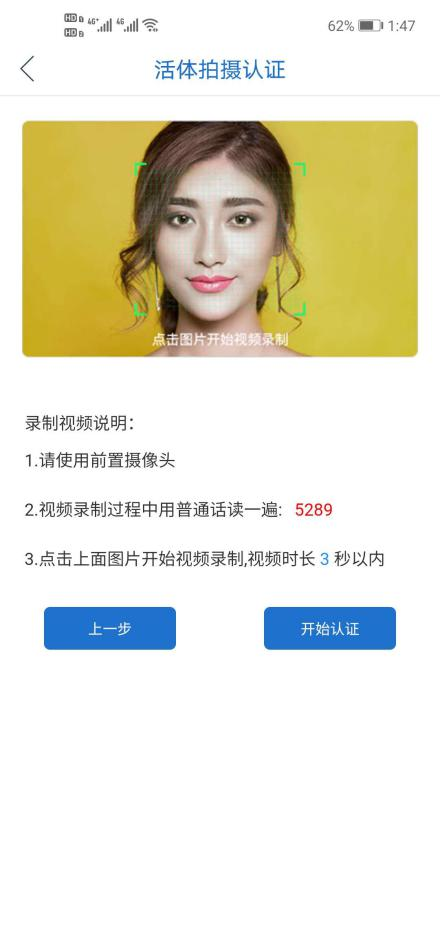 62% 1:47
活体拍摄认证
点击图片开始视频录制
录制视频说明：
1.请使用前置摄像头
2.视频录制过程中用普通话读一遍: 5289
3.点击上面图片开始视频录制,视频时长 3 秒以内
上一步 开始认证